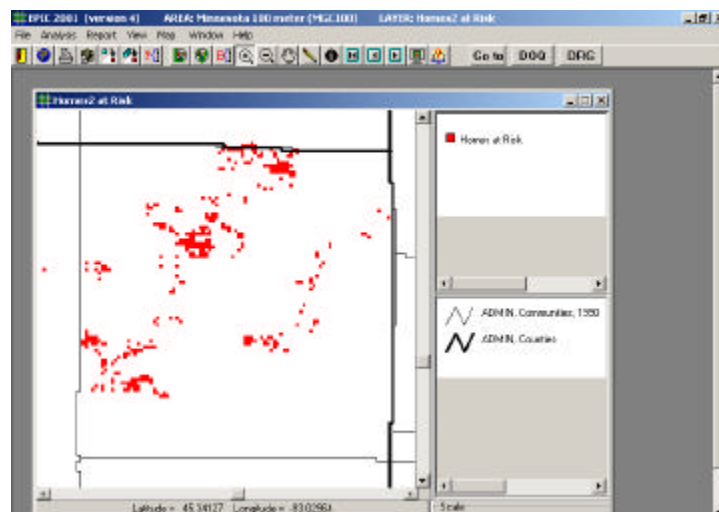 EPIC 2001 (version 4) AREA: Minnesota 100 meter (MGC100) LAYER: Homes2 at Risk
File Analysis Report View Map Window Help
Go to DOQ DRG
Homes2 at Risk
Homes at Risk
ADMIN, Communities, 1990
ADMIN, Counties
Latitude = 45.34127 Longitude = -93.02964
Scale